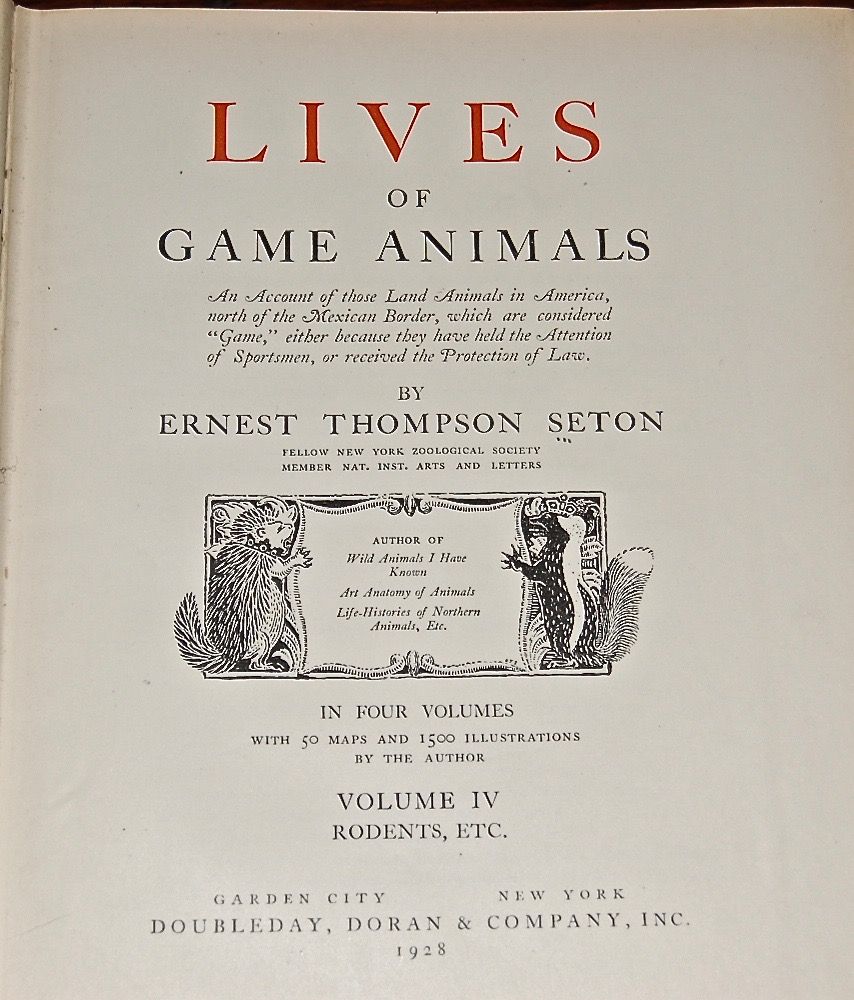 LIVES
OF
GAME ANIMALS
An Account of those Land Animals in America,
north of the Mexican Border, which are considered
“Game,” either because they have held the Attention
of Sportsmen, or received the Protection of Law.
BY
ERNEST THOMPSON SETON
FELLOW NEW YORK ZOOLOGICAL SOCIETY
MEMBER NAT. INST. ARTS AND LETTERS
AUTHOR OF
Wild Animals I Have
Known
Art Anatomy of Animals
Life-Histories of Northern
Animals, Etc.
IN FOUR VOLUMES
WITH 50 MAPS AND 1500 ILLUSTRATIONS
BY THE AUTHOR
VOLUME IV
RODENTS, ETC.
GARDEN CITY NEW YORK
DOUBLEDAY, DORAN & COMPANY, INC.
1928